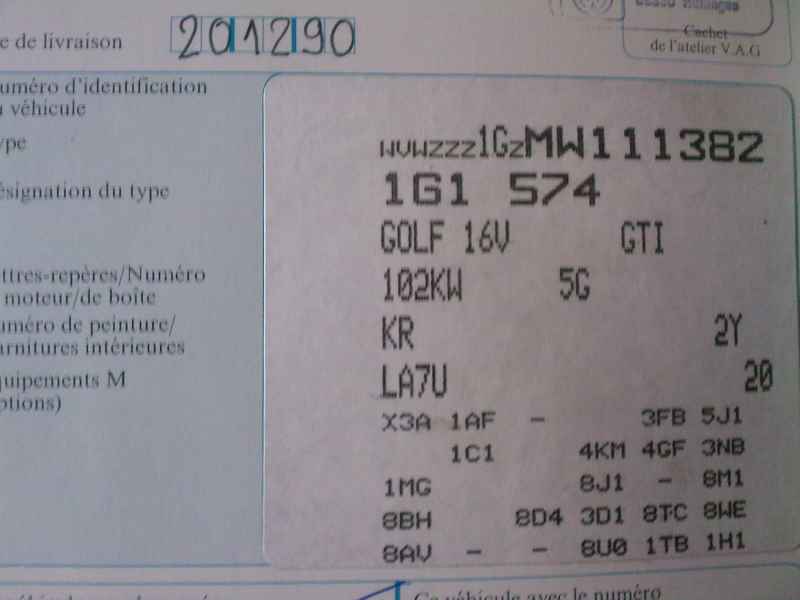 e de livraison 201290
Cachet
de l'atelier V.A.G
uméro d'identification
véhicule
WVWZZZ1GZMW111382
ype
1G1 574
ésignation du type
GOLF 16V GTI
ttres-repères/Numéro
moteur/de boîte
102KW 5G
uméro de peinture/
arnitures intérieures
KR 2Y
quipements M
ptions)
LA7U 20
X3A 1AF - 3FB 5J1
1C1 4KM 4GF 3NB
1MG 8J1 - 8M1
8BH 8D4 3D1 8TC 8WE
8AV - - 8U0 1TB 1H1
Ce véhicule avec le numéro